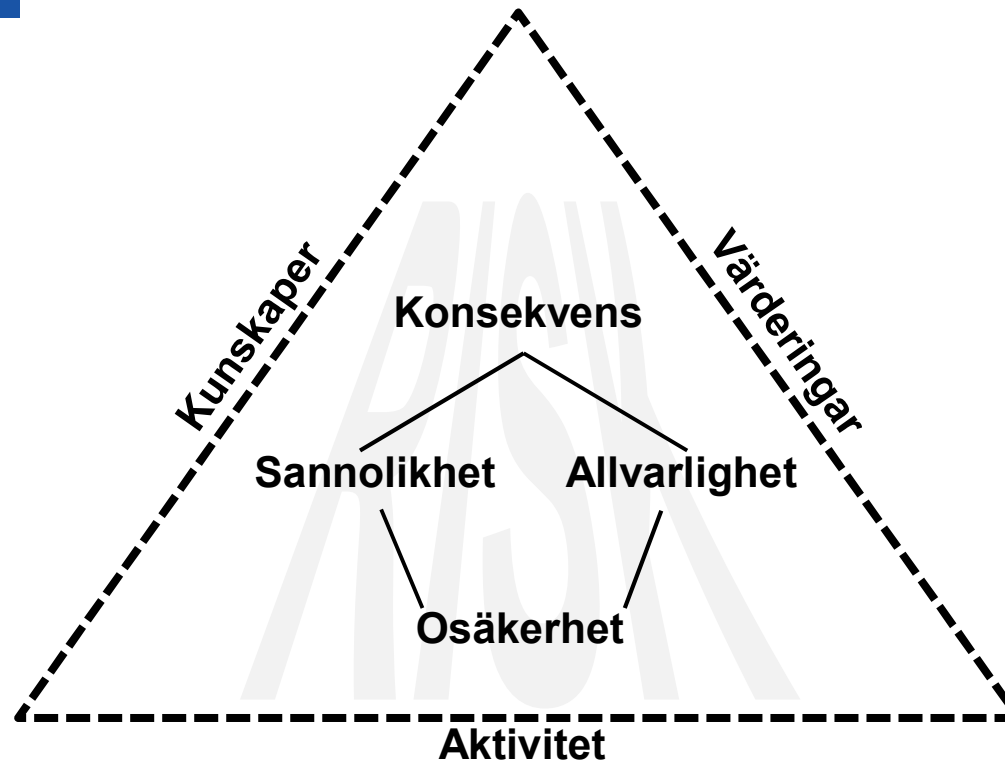 Kunskaper
Värderingar
RISK
Konsekvens
Sannolikhet Allvarlighet
Osäkerhet
Aktivitet